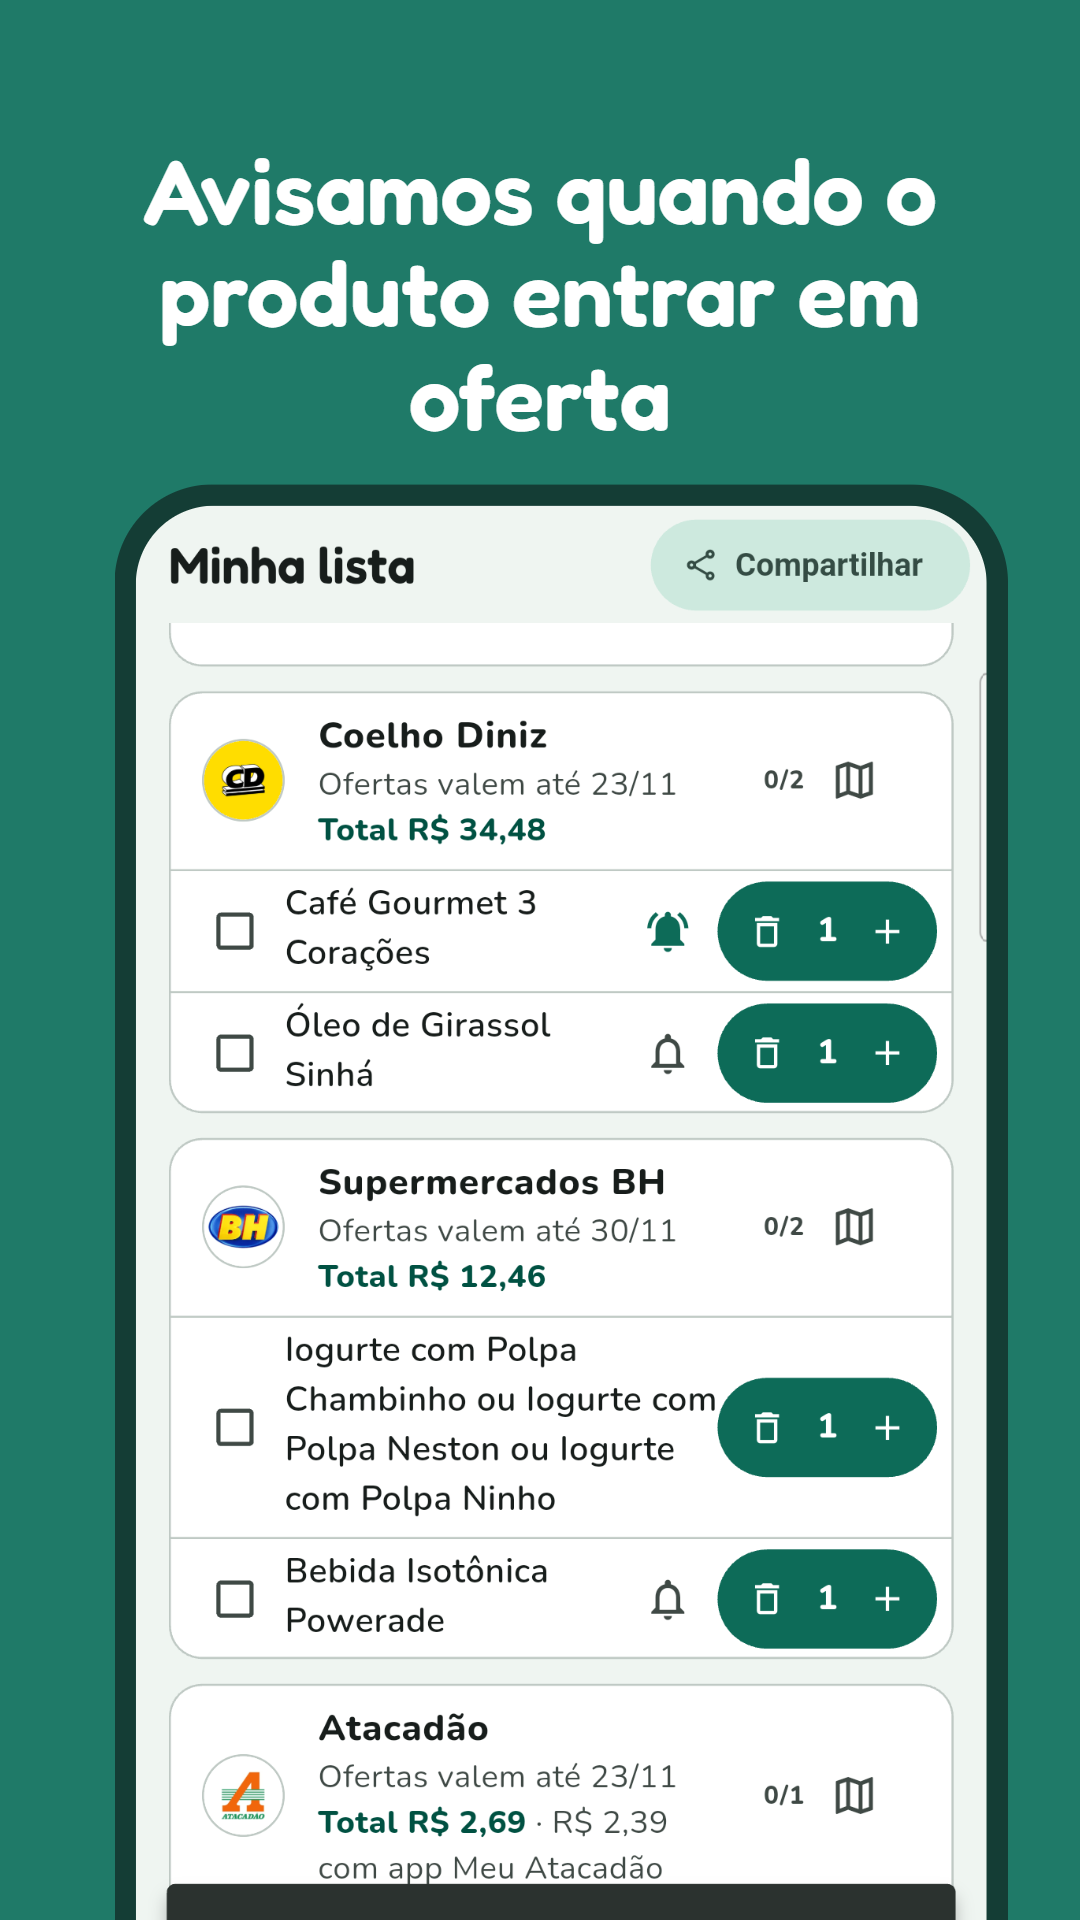 Avisamos quando o
produto entrar em
oferta
Minha lista
Compartilhar
CD
Coelho Diniz
Ofertas valem até 23/11
Total R$ 34,48
0/2
Café Gourmet 3
Corações
1 +
Óleo de Girassol
Sinhá
1 +
BH
Supermercados BH
Ofertas valem até 30/11
Total R$ 12,46
0/2
Iogurte com Polpa
Chambinho ou Iogurte com
Polpa Neston ou Iogurte
com Polpa Ninho
1 +
Bebida Isotônica
Powerade
1 +
A
ATACADÃO
Atacadão
Ofertas valem até 23/11
Total R$ 2,69 · R$ 2,39
com app Meu Atacadão
0/1